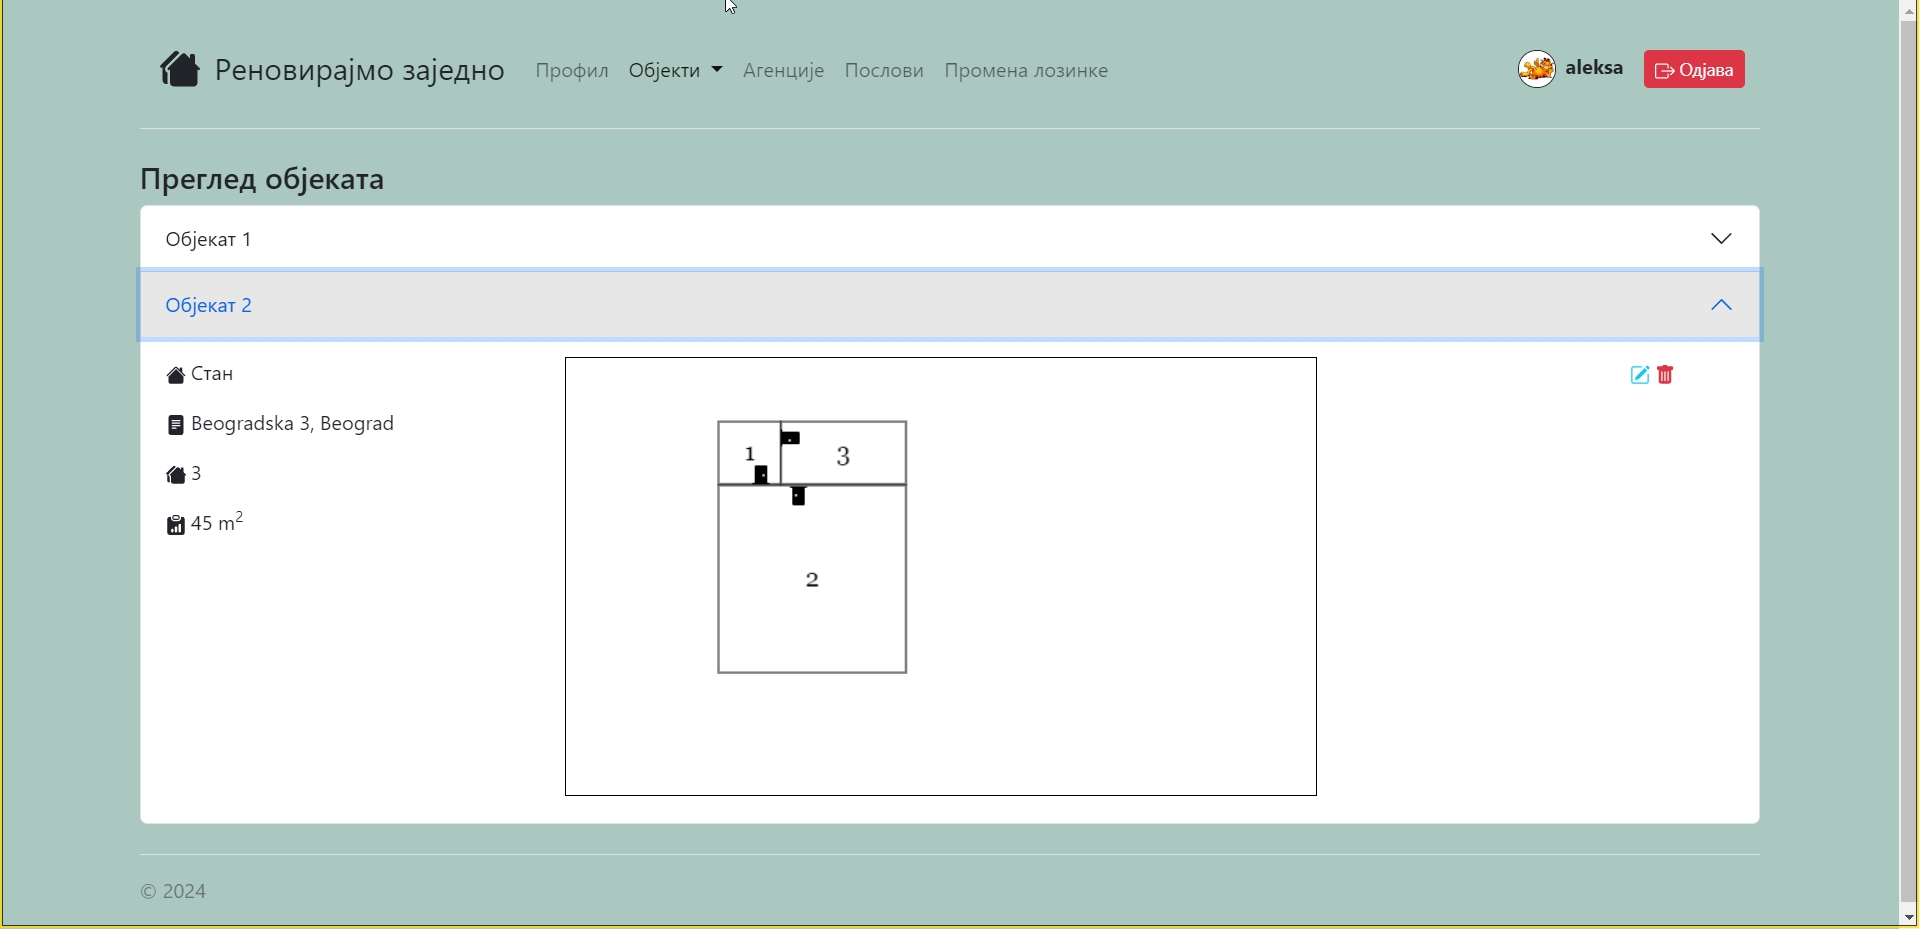 Реновирајмо заједно Профил Објекти Агенције Послови Промена лозинке aleksa Одјава
Преглед објеката
Објекат 1
Објекат 2
Стан
Beogradska 3, Beograd
3
45 m²
1 3
2
© 2024